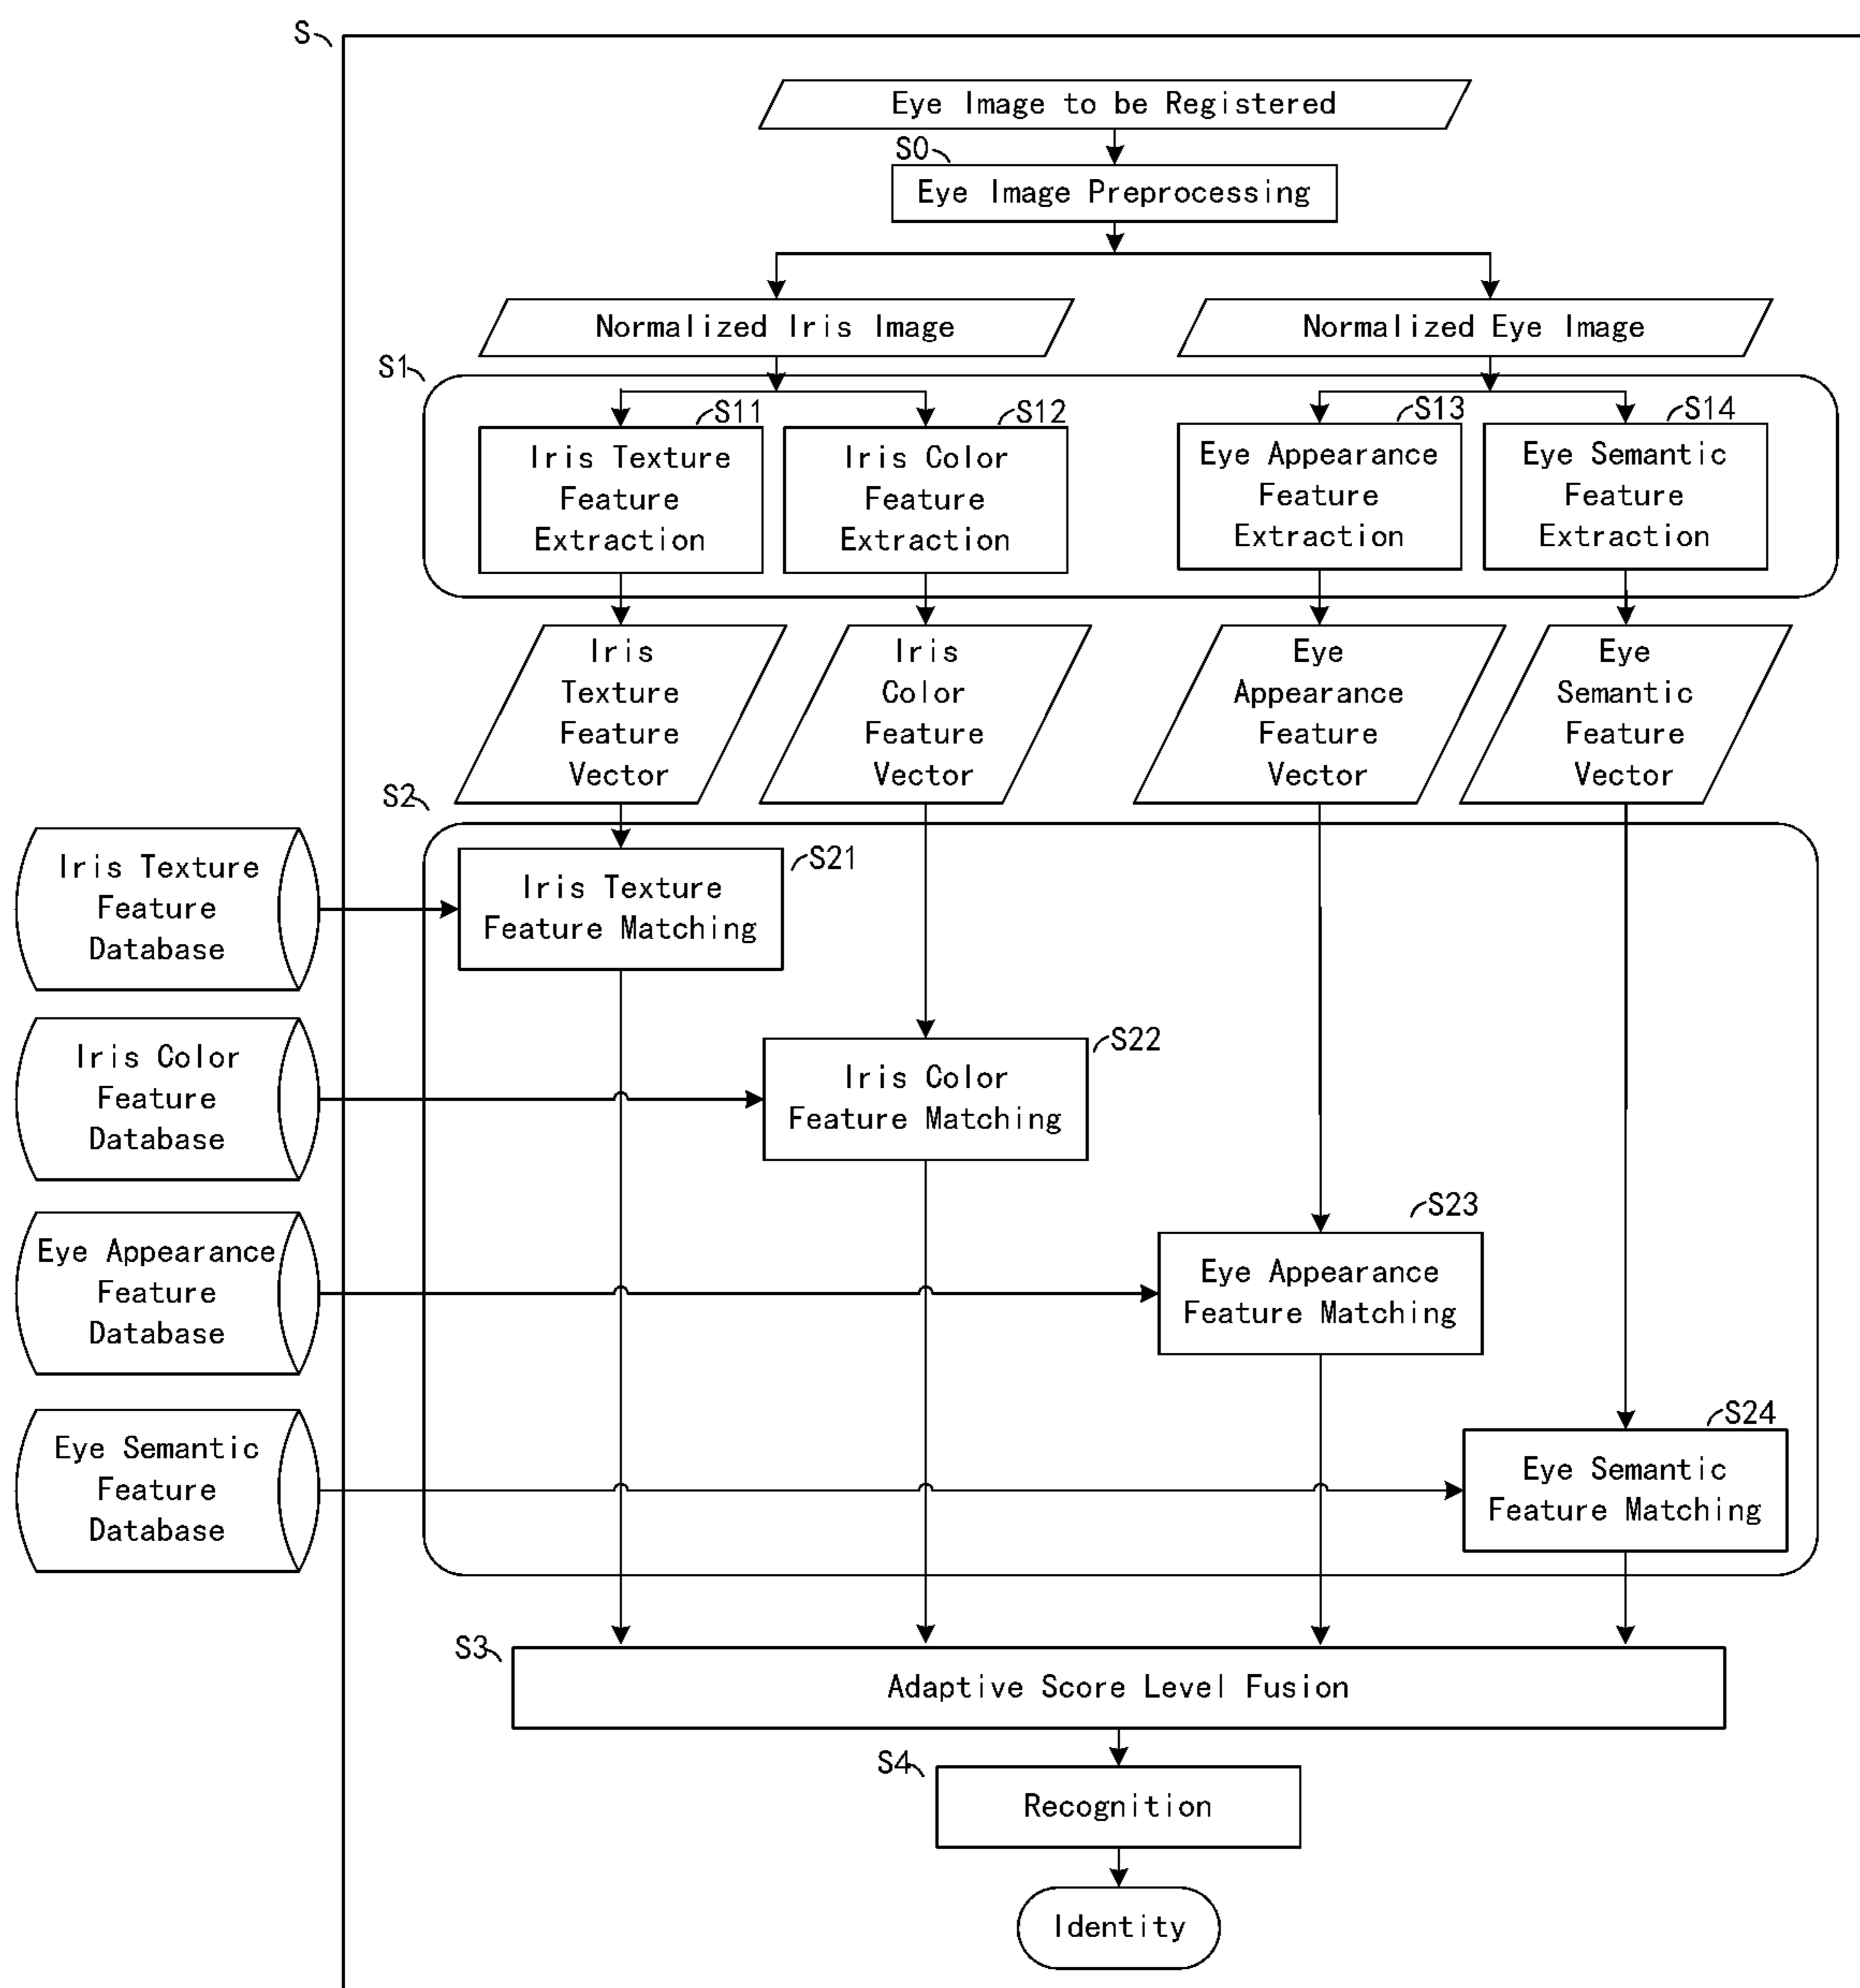 S
Eye Image to be Registered
S0
Eye Image Preprocessing
Normalized Iris Image
Normalized Eye Image
S1
S11
Iris Texture
Feature
Extraction
S12
Iris Color
Feature
Extraction
S13
Eye Appearance
Feature
Extraction
S14
Eye Semantic
Feature
Extraction
Iris
Texture
Feature
Vector
Iris
Color
Feature
Vector
Eye
Appearance
Feature
Vector
Eye
Semantic
Feature
Vector
S2
Iris Texture
Feature
Database
S21
Iris Texture
Feature Matching
Iris Color
Feature
Database
S22
Iris Color
Feature Matching
Eye Appearance
Feature
Database
S23
Eye Appearance
Feature Matching
Eye Semantic
Feature
Database
S24
Eye Semantic
Feature Matching
S3
Adaptive Score Level Fusion
S4
Recognition
Identity